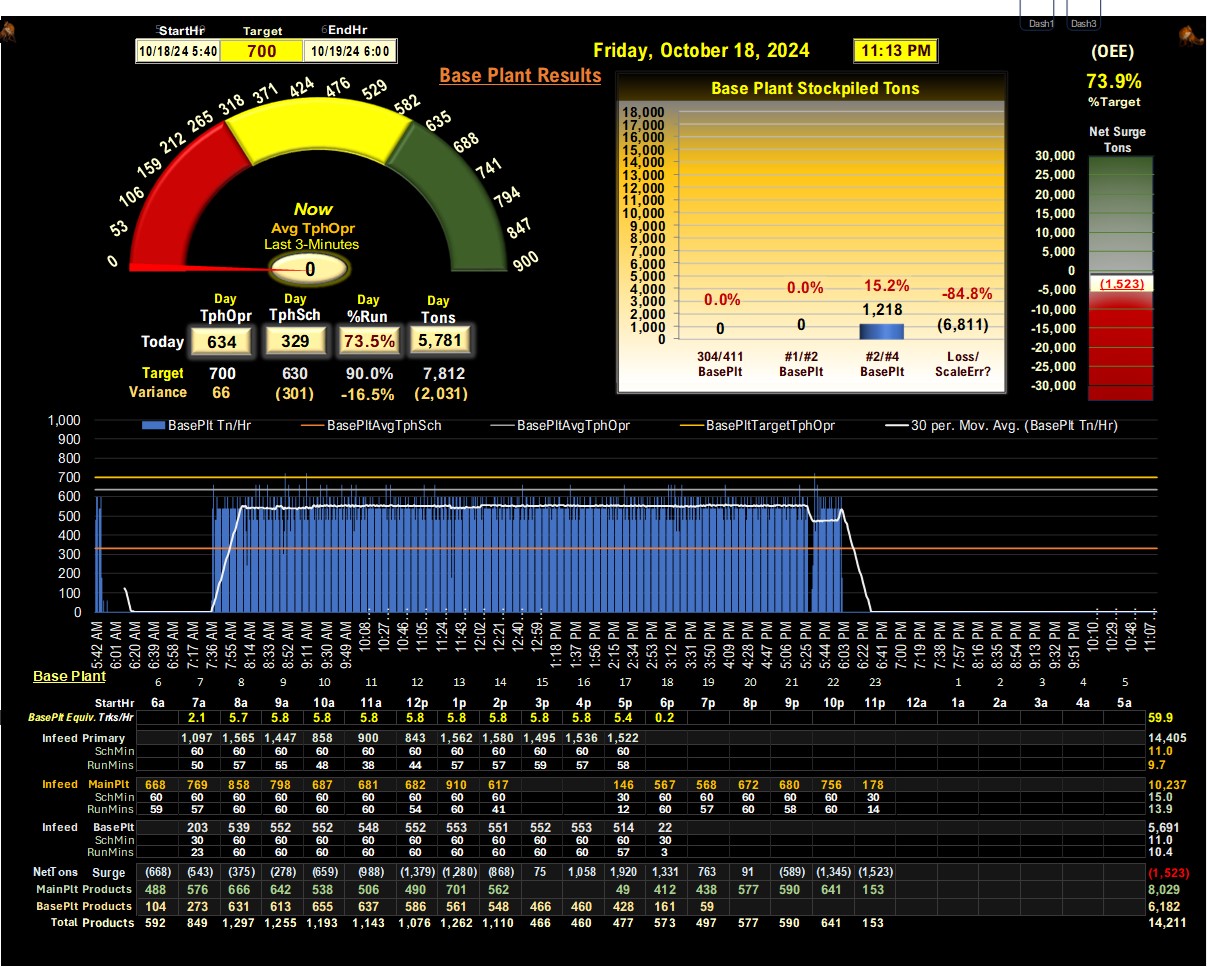 Dash1 Dash3
StartHr Target EndHr
10/18/24 5:40 700 10/19/24 6:00
Friday, October 18, 2024 11:13 PM
(OEE)
73.9%
%Target
Base Plant Results
Base Plant Stockpiled Tons
Net Surge
Tons
0 53 106 159 212 265 318 371 424 476 529 582 635 688 741 794 847 900
Now
Avg TphOpr
Last 3-Minutes
0
18,000
17,000
16,000
15,000
14,000
13,000
12,000
11,000
10,000
9,000
8,000
7,000
6,000
5,000
4,000
3,000
2,000
1,000
0
0.0% 0.0% 15.2% -84.8%
0 0 1,218 (6,811)
304/411 #1/#2 #2/#4 Loss/
BasePlt BasePlt BasePlt ScaleErr?
30,000
25,000
20,000
15,000
10,000
5,000
0
(1,523)
-5,000
-10,000
-15,000
-20,000
-25,000
-30,000
Day Day Day Day
TphOpr TphSch %Run Tons
Today 634 329 73.5% 5,781
Target 700 630 90.0% 7,812
Variance 66 (301) -16.5% (2,031)
BasePlt Tn/Hr BasePltAvgTphSch BasePltAvgTphOpr BasePltTargetTphOpr 30 per. Mov. Avg. (BasePlt Tn/Hr)
1,000
900
800
700
600
500
400
300
200
100
0
5:42 AM 6:01 AM 6:20 AM 6:39 AM 6:58 AM 7:17 AM 7:36 AM 7:55 AM 8:14 AM 8:33 AM 8:52 AM 9:11 AM 9:30 AM 9:49 AM 10:08... 10:27... 10:46... 11:05... 11:24... 11:43... 12:02... 12:21... 12:40... 12:59... 1:18 PM 1:37 PM 1:56 PM 2:15 PM 2:34 PM 2:53 PM 3:12 PM 3:31 PM 3:50 PM 4:09 PM 4:28 PM 4:47 PM 5:06 PM 5:25 PM 5:44 PM 6:03 PM 6:22 PM 6:41 PM 7:00 PM 7:19 PM 7:38 PM 7:57 PM 8:16 PM 8:35 PM 8:54 PM 9:13 PM 9:32 PM 9:51 PM 10:10... 10:29... 10:48... 11:07...
Base Plant 6 7 8 9 10 11 12 13 14 15 16 17 18 19 20 21 22 23 1 2 3 4 5
StartHr 6a 7a 8a 9a 10a 11a 12p 1p 2p 3p 4p 5p 6p 7p 8p 9p 10p 11p 12a 1a 2a 3a 4a 5a
BasePlt Equiv. Trks/Hr 2.1 5.7 5.8 5.8 5.8 5.8 5.8 5.8 5.8 5.8 5.4 0.2 59.9
Infeed Primary 1,097 1,565 1,447 858 900 843 1,562 1,580 1,495 1,536 1,522 14,405
SchMin 60 60 60 60 60 60 60 60 60 60 60 11.0
RunMins 50 57 55 48 38 44 57 57 59 57 58 9.7
Infeed MainPlt 668 769 858 798 687 681 682 910 617 146 567 568 672 680 756 178 10,237
SchMin 60 60 60 60 60 60 60 60 60 30 60 60 60 60 60 30 15.0
RunMins 59 57 60 60 60 60 54 60 41 12 60 57 60 58 60 14 13.9
Infeed BasePlt 203 539 552 552 548 552 553 551 552 553 514 22 5,691
SchMin 30 60 60 60 60 60 60 60 60 60 60 30 11.0
RunMins 23 60 60 60 60 60 60 60 60 60 57 3 10.4
NetTons Surge (668) (543) (375) (278) (659) (989) (1,379) (1,280) (868) 75 1,058 1,920 1,331 763 91 (589) (1,345) (1,523) (1,523)
MainPlt Products 488 576 666 642 538 506 490 701 562 49 412 438 577 590 641 153 8,029
BasePlt Products 104 273 631 613 655 637 586 561 548 466 460 428 161 59 6,182
Total Products 592 849 1,297 1,255 1,193 1,143 1,076 1,262 1,110 466 460 477 573 497 577 590 641 153 14,211